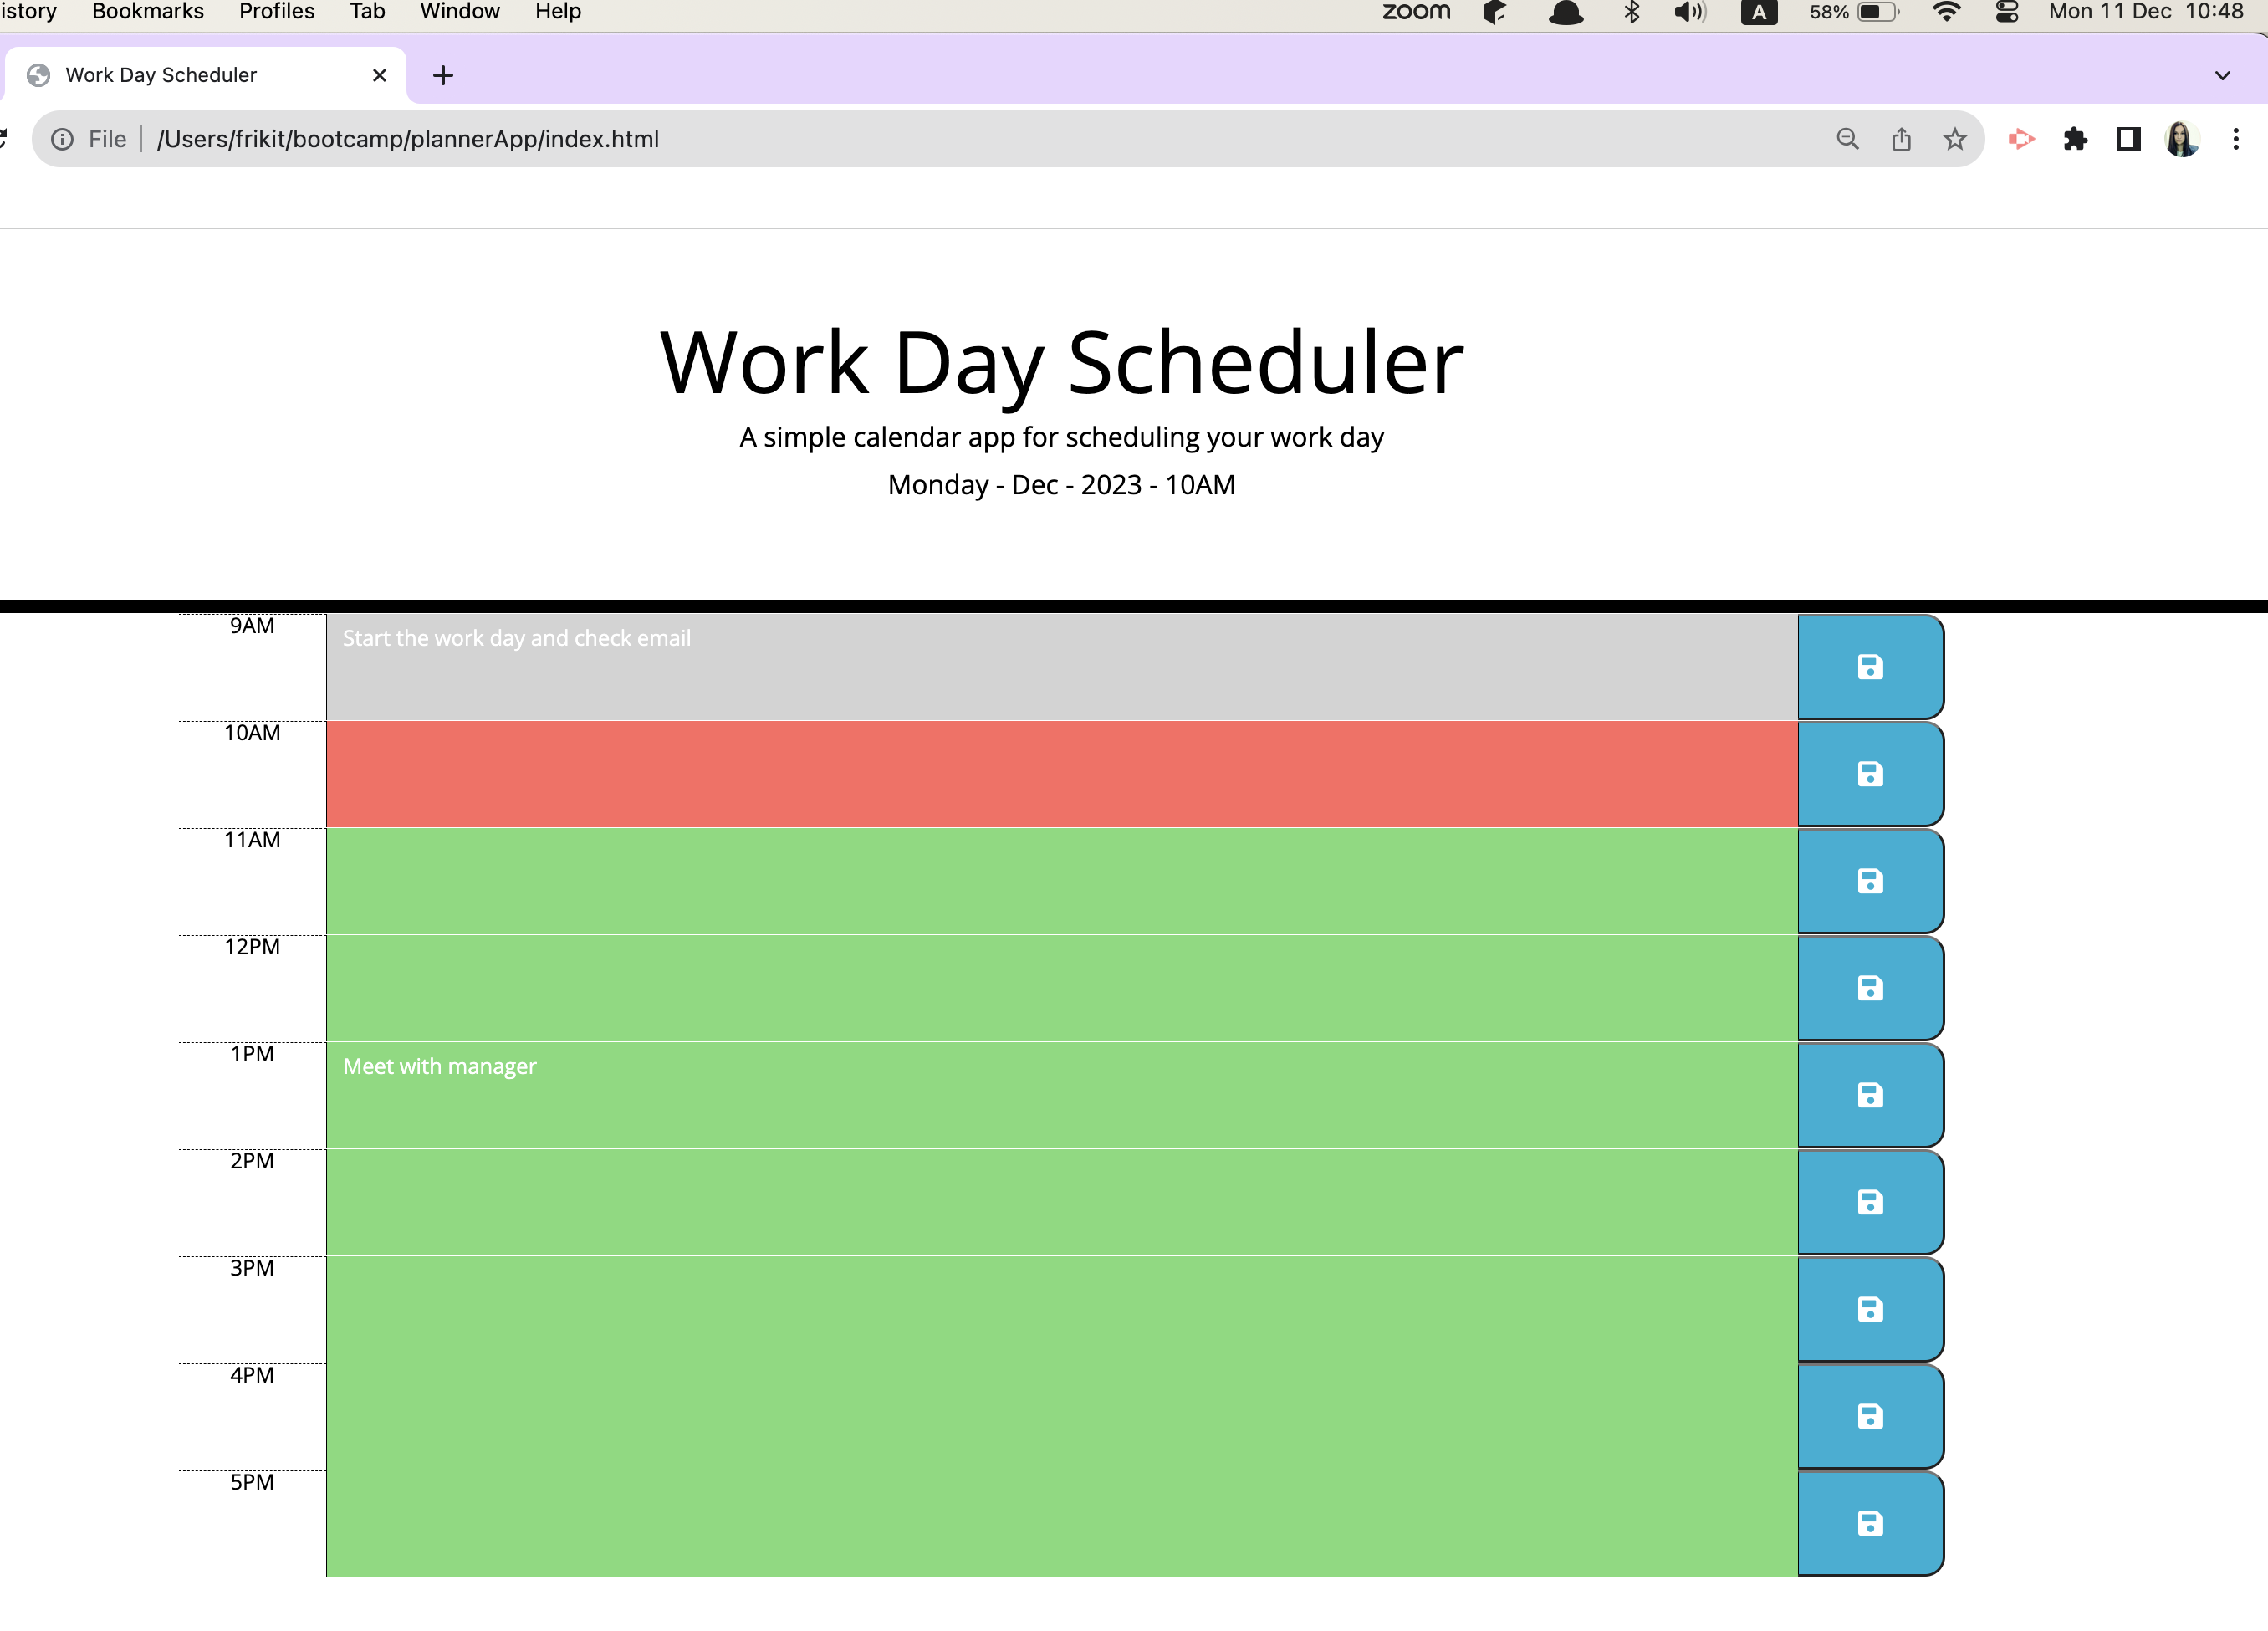 istory Bookmarks Profiles Tab Window Help zoom A 58% Mon 11 Dec 10:48
Work Day Scheduler
File /Users/frikit/bootcamp/plannerApp/index.html
Work Day Scheduler
A simple calendar app for scheduling your work day
Monday - Dec - 2023 - 10AM
9AM Start the work day and check email
10AM
11AM
12PM
1PM Meet with manager
2PM
3PM
4PM
5PM